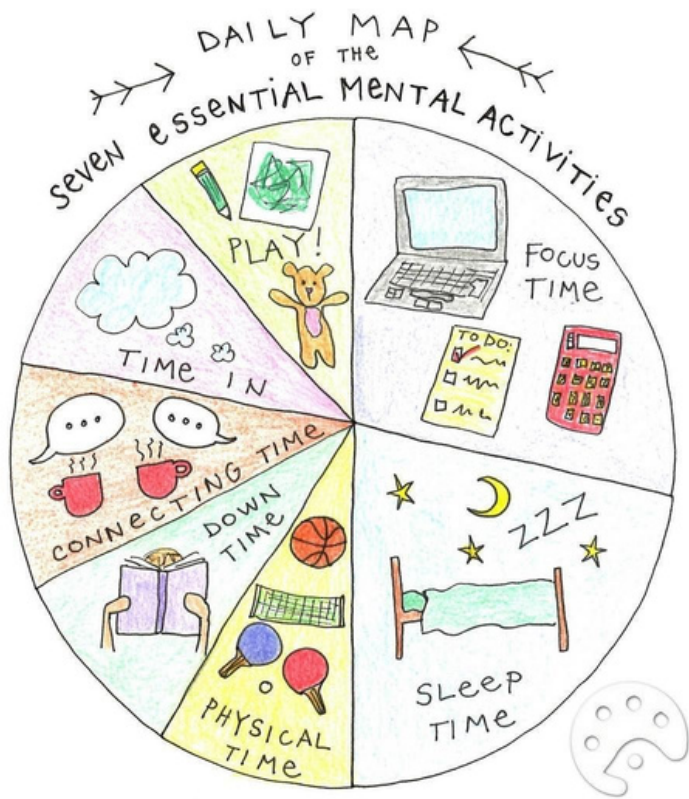 DAILY MAP
OF THE
SEVEN eSSENTiAL MENTAL ACTIVITIES
PLAY!
FOCUS
TIME
TO DO:
TIME IN
CONNECTING TIME
DOWN
TIME
ZZZ
SLEEP
TIME
PHYSICAL
TIME